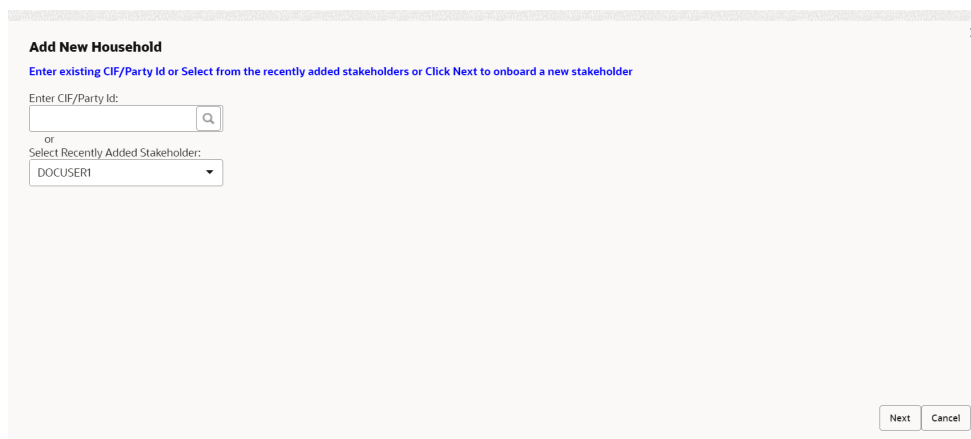 Add New Household
Enter existing CIF/Party Id or Select from the recently added stakeholders or Click Next to onboard a new stakeholder
Enter CIF/Party Id:
or
Select Recently Added Stakeholder:
DOCUSER1
Next Cancel